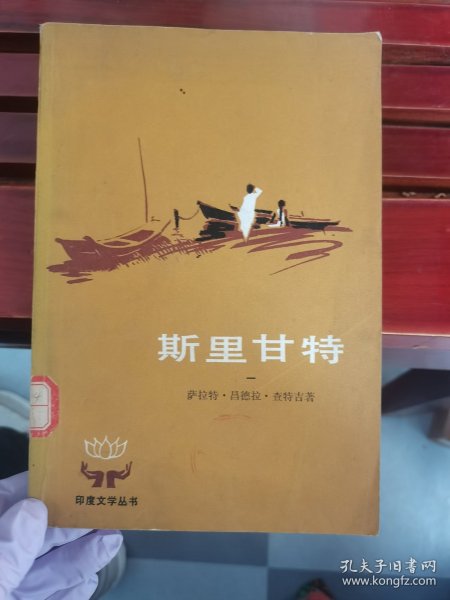 斯里甘特
一
萨拉特·昌德拉·查特吉著
印度文学丛书
孔夫子旧书网
www.kongfz.com